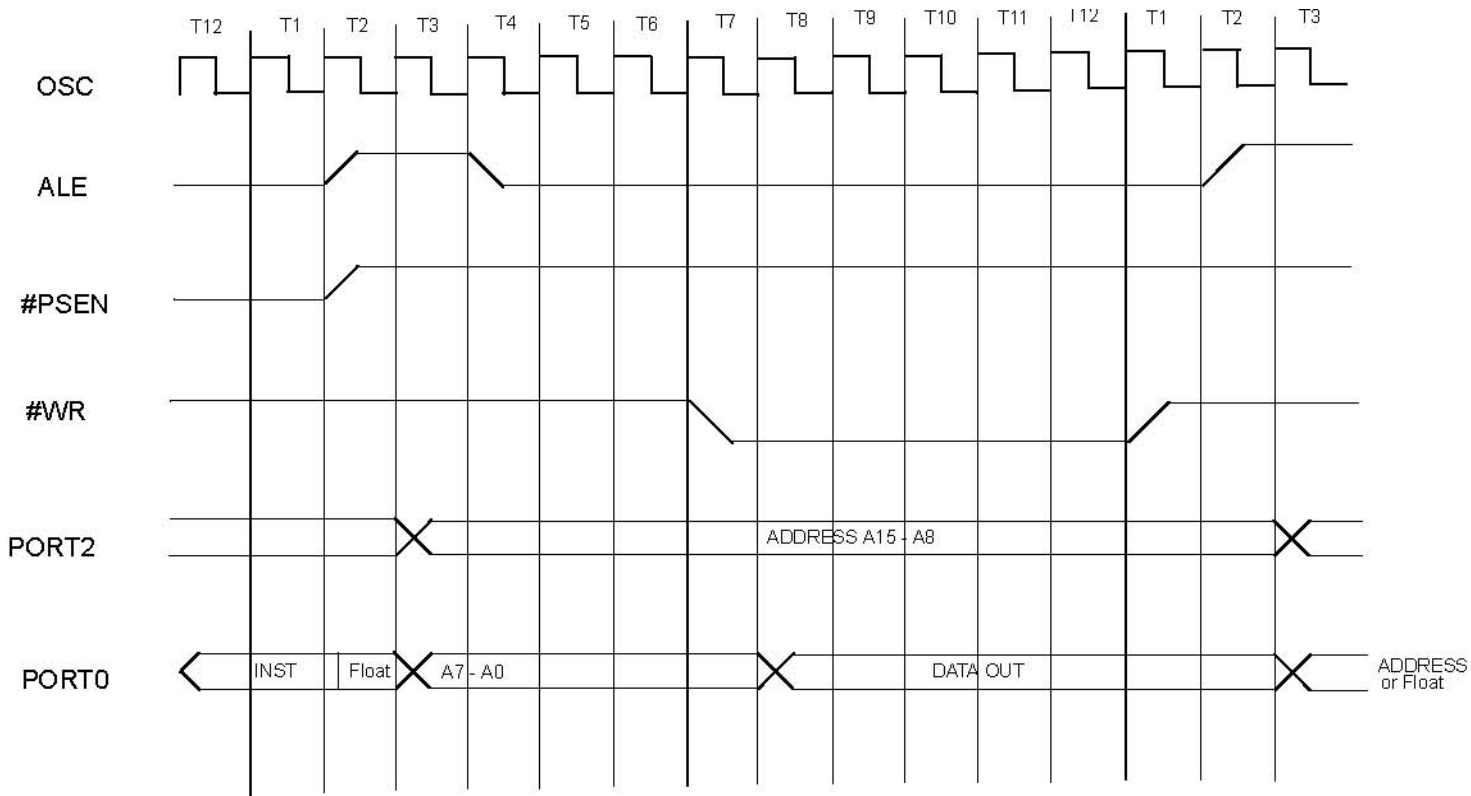 T12 T1 T2 T3 T4 T5 T6 T7 T8 T9 T10 T11 T12 T1 T2 T3
OSC
ALE
#PSEN
#WR
PORT2 ADDRESS A15 - A8
PORT0 INST Float A7 - A0 DATA OUT ADDRESS
or Float